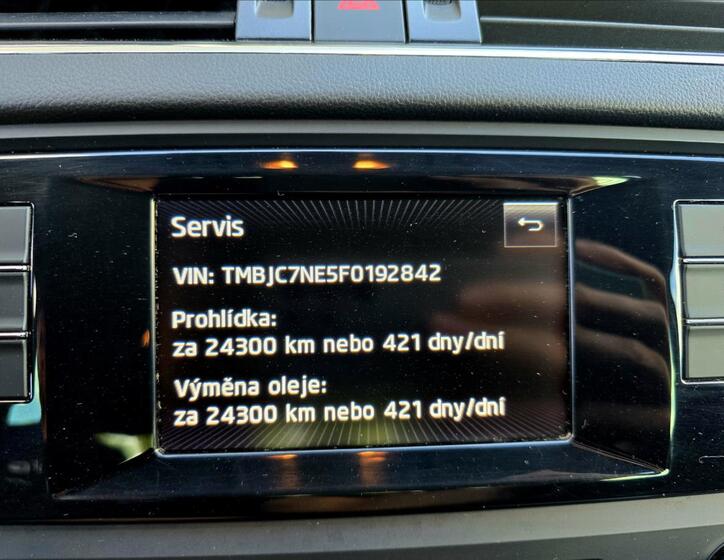 Servis
VIN: TMBJC7NE5F0192842
Prohlídka:
za 24300 km nebo 421 dny/dní
Výměna oleje:
za 24300 km nebo 421 dny/dní